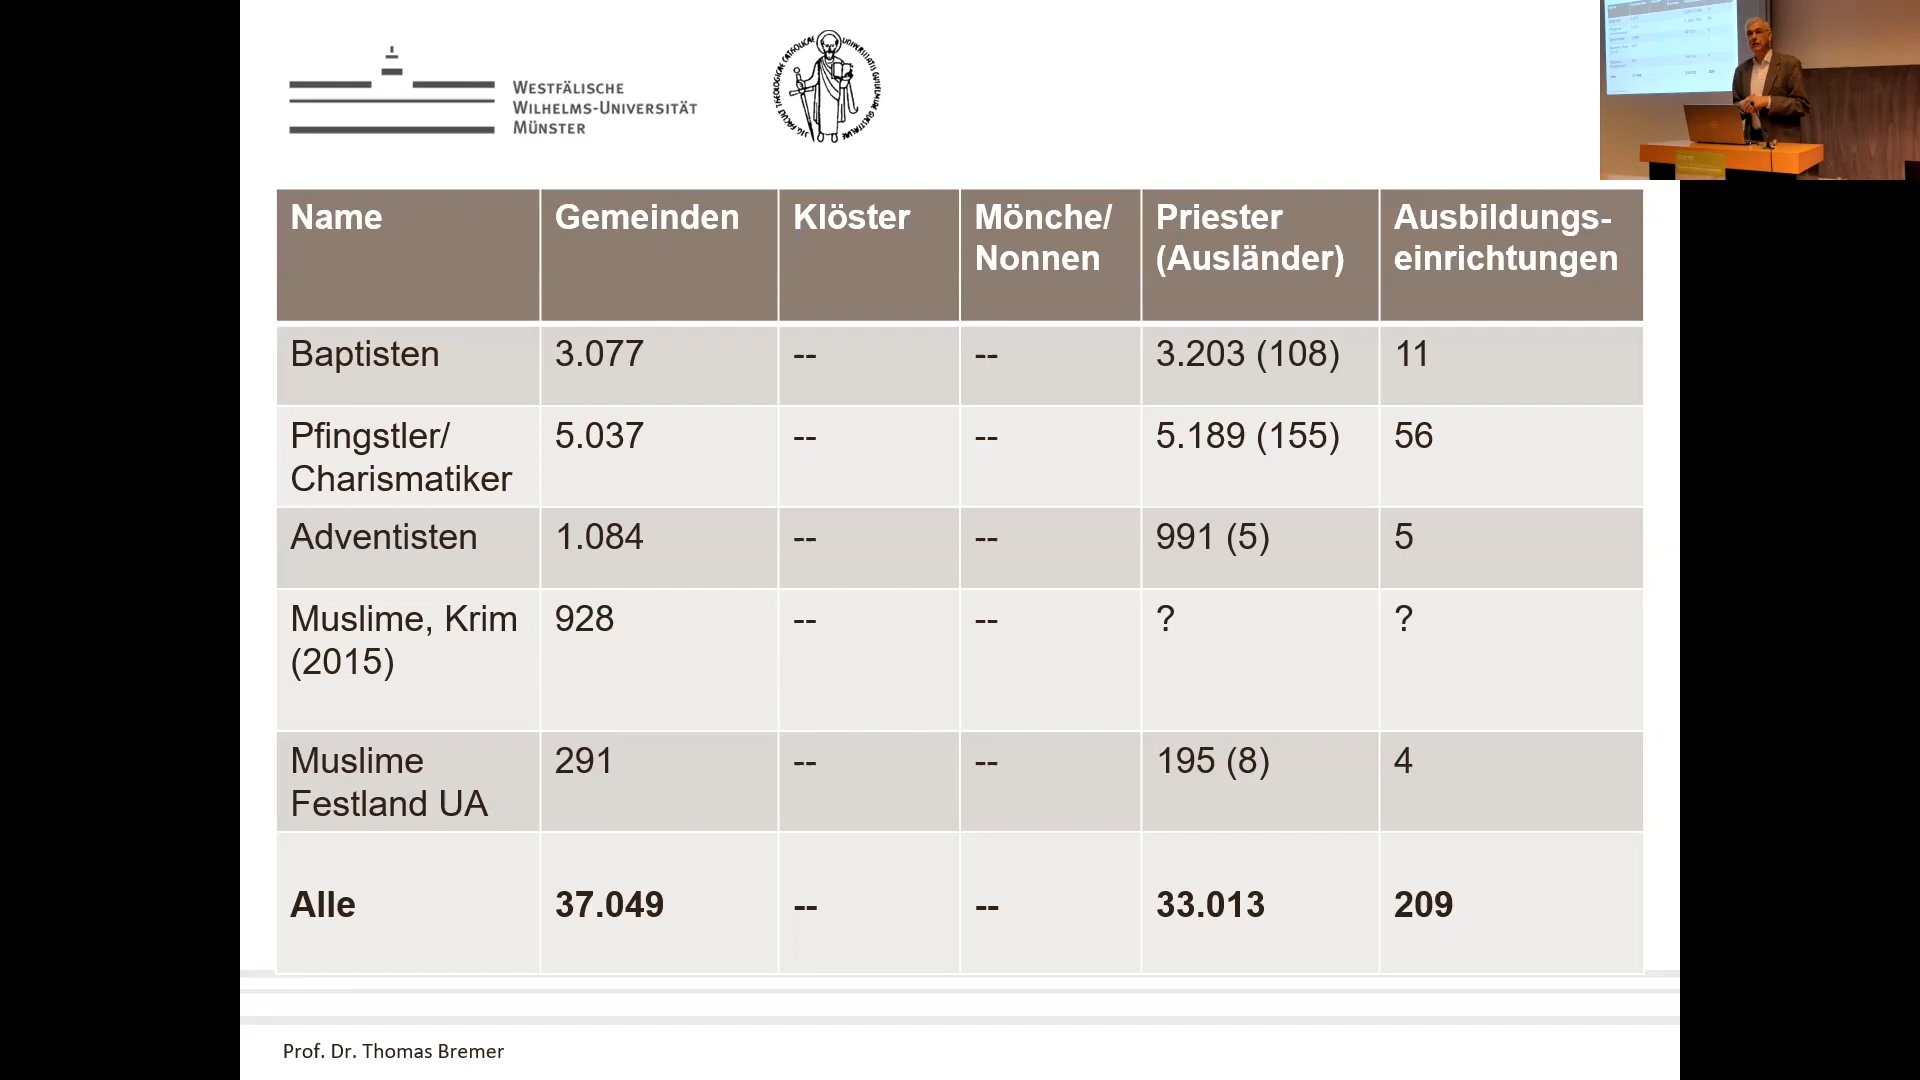 WESTFÄLISCHE
WILHELMS-UNIVERSITÄT
MÜNSTER
Name
Gemeinden
Klöster
Mönche/
Nonnen
Priester
(Ausländer)
Ausbildungs-
einrichtungen
Baptisten
3.077
--
--
3.203 (108)
11
Pfingstler/
Charismatiker
5.037
--
--
5.189 (155)
56
Adventisten
1.084
--
--
991 (5)
5
Muslime, Krim
(2015)
928
--
--
?
?
Muslime
Festland UA
291
--
--
195 (8)
4
Alle
37.049
--
--
33.013
209
Prof. Dr. Thomas Bremer